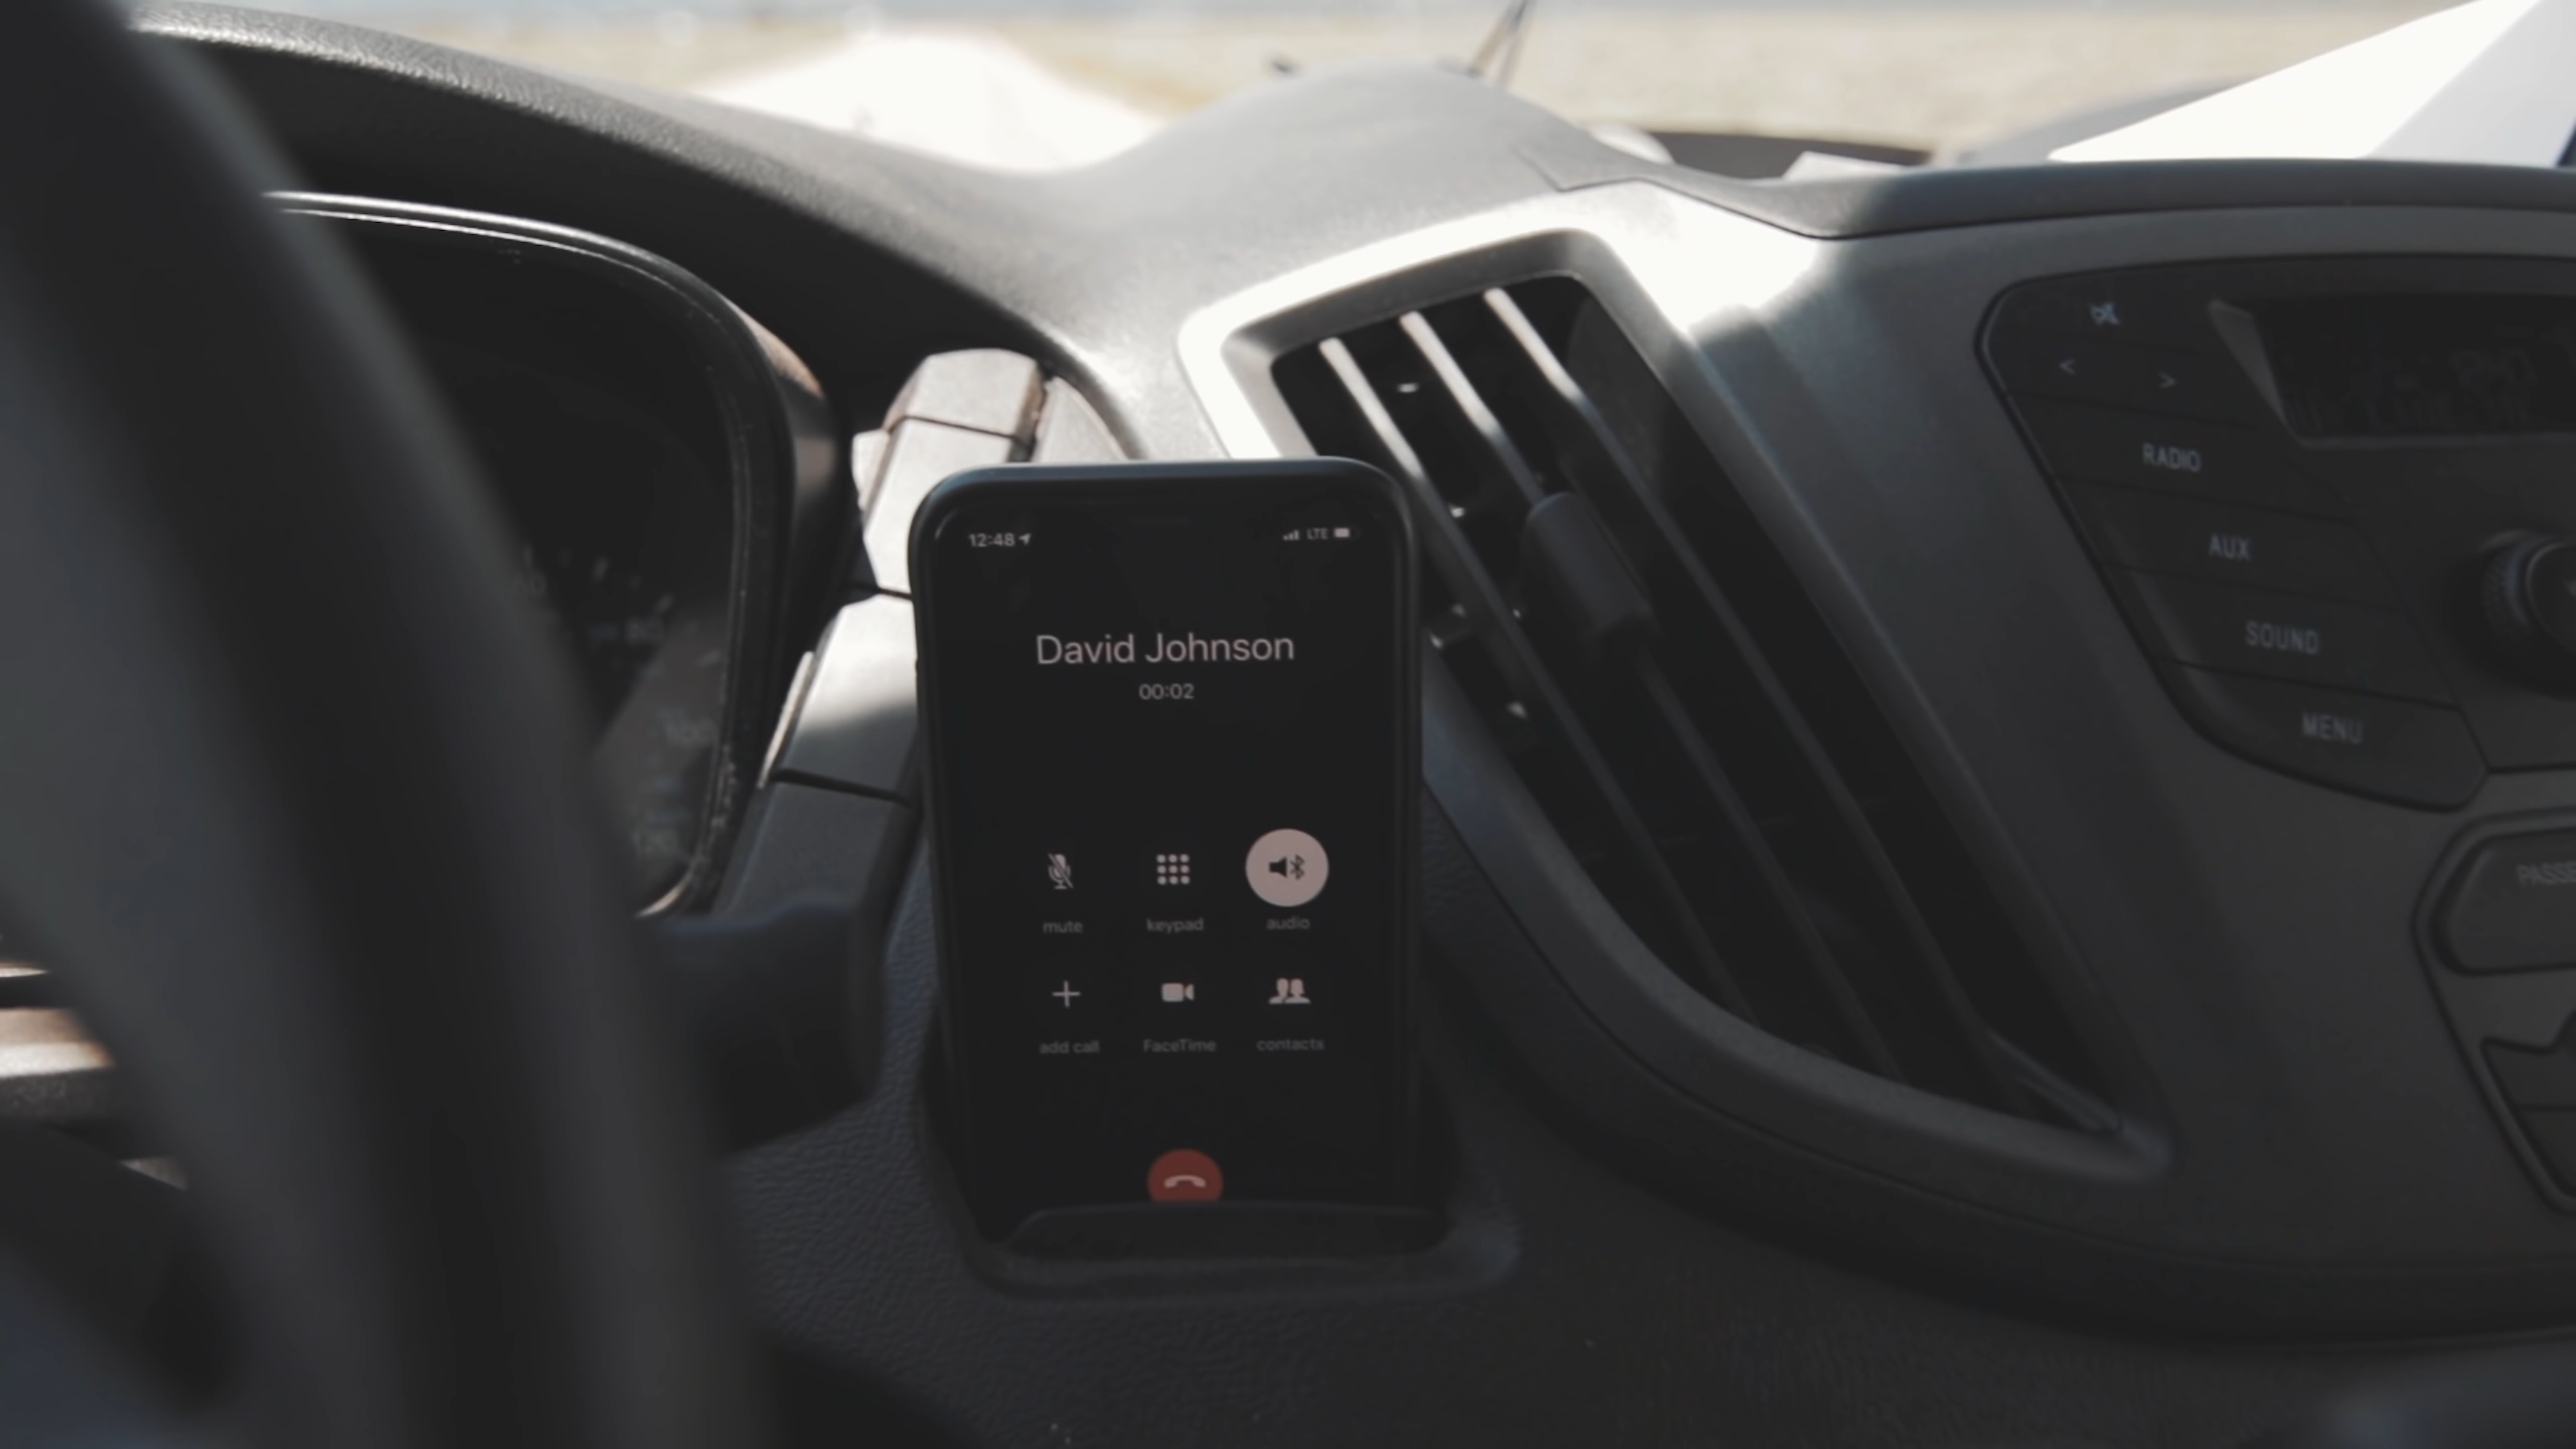 12:48
LTE
David Johnson
00:02
mute keypad audio
add call FaceTime contacts
< >
RADIO
AUX
SOUND
MENU